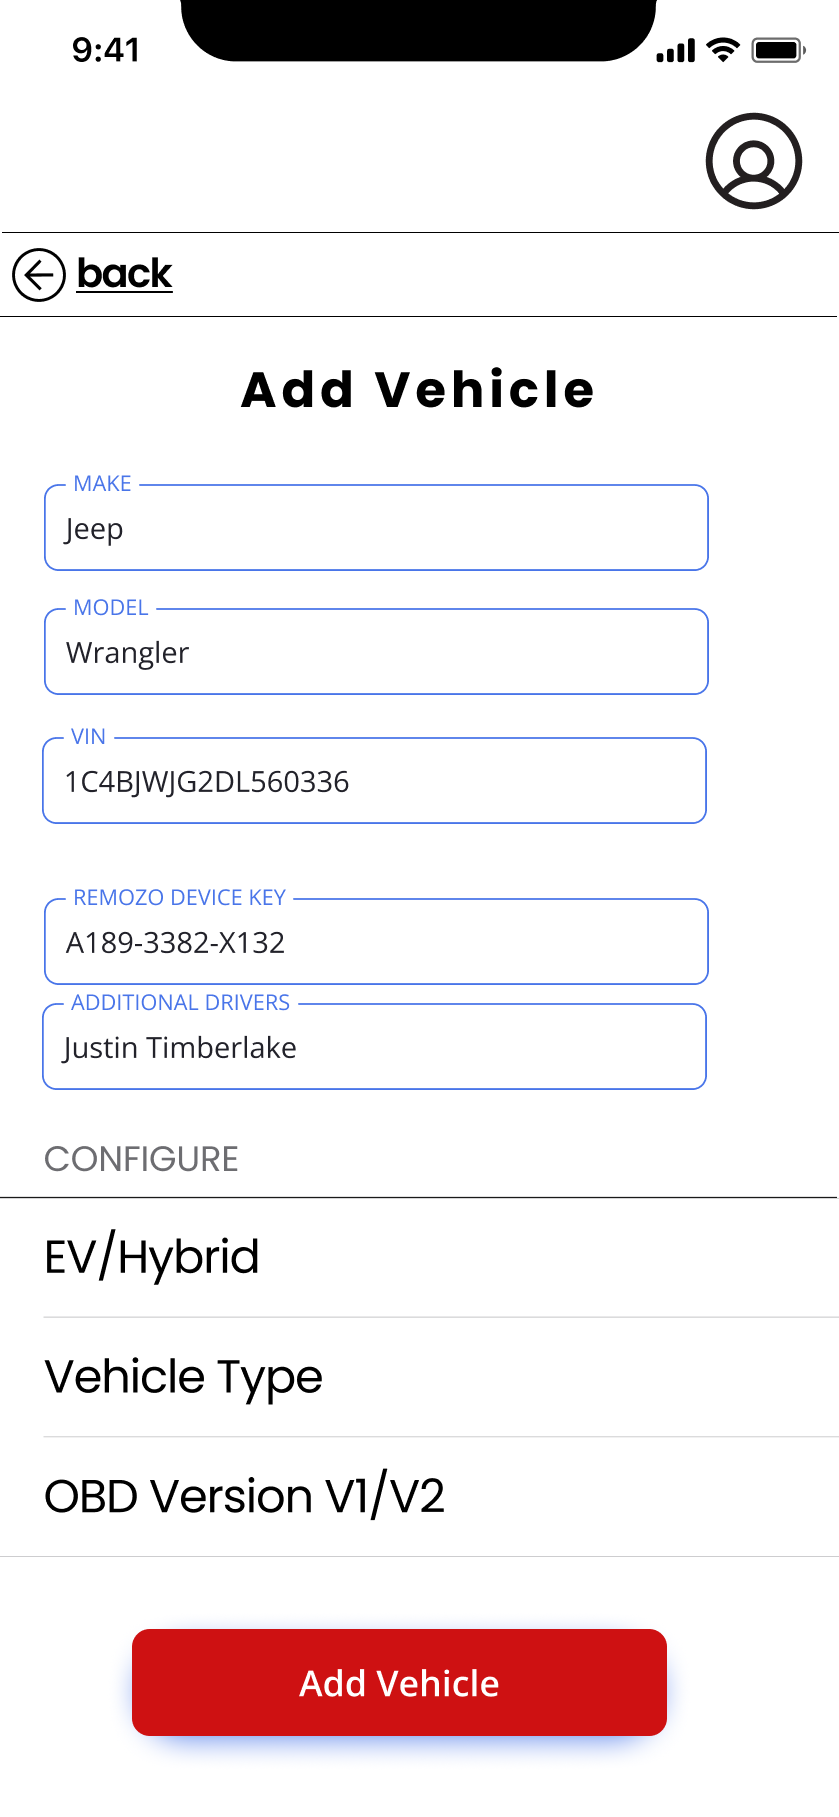 9:41
back
Add Vehicle
MAKE
Jeep
MODEL
Wrangler
VIN
1C4BJWJG2DL560336
REMOZO DEVICE KEY
A189-3382-X132
ADDITIONAL DRIVERS
Justin Timberlake
CONFIGURE
EV/Hybrid
Vehicle Type
OBD Version V1/V2
Add Vehicle